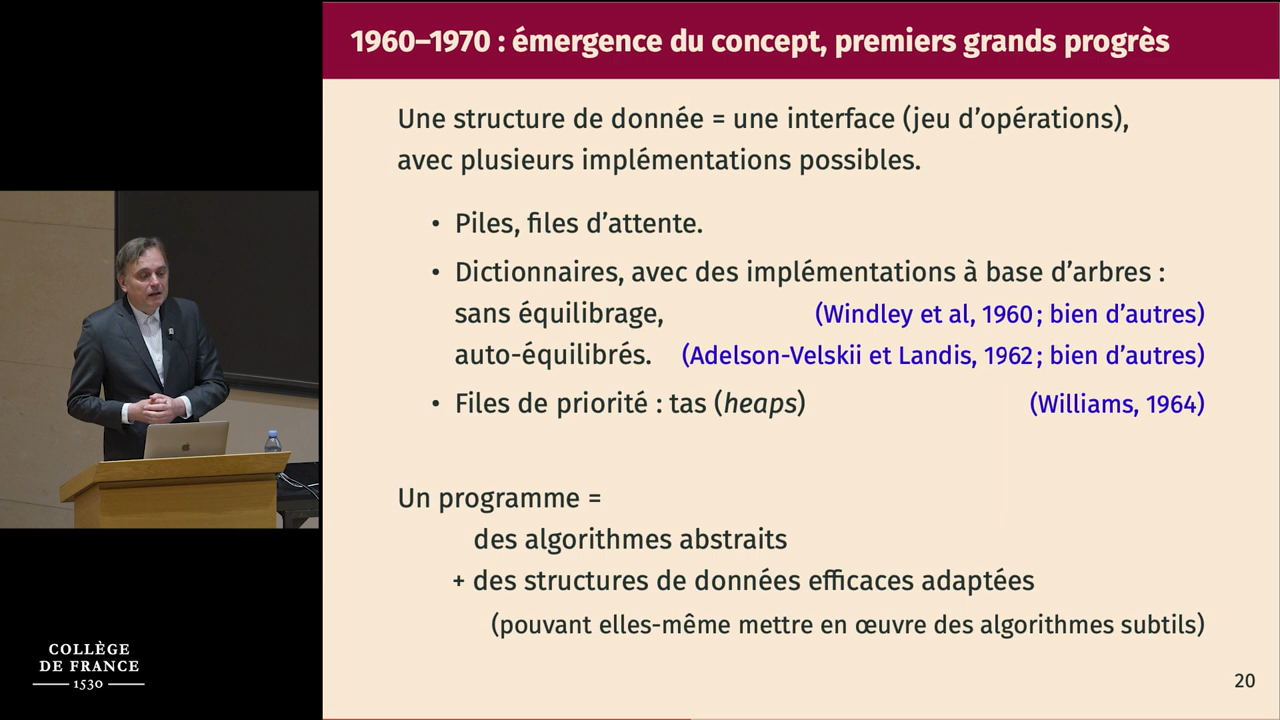 1960–1970 : émergence du concept, premiers grands progrès
Une structure de donnée = une interface (jeu d'opérations),
avec plusieurs implémentations possibles.
• Piles, files d'attente.
• Dictionnaires, avec des implémentations à base d'arbres :
sans équilibrage, (Windley et al, 1960 ; bien d'autres)
auto-équilibrés. (Adelson-Velskii et Landis, 1962 ; bien d'autres)
• Files de priorité : tas (heaps) (Williams, 1964)
Un programme =
des algorithmes abstraits
+ des structures de données efficaces adaptées
(pouvant elles-même mettre en œuvre des algorithmes subtils)
20
COLLÈGE
DE FRANCE
1530